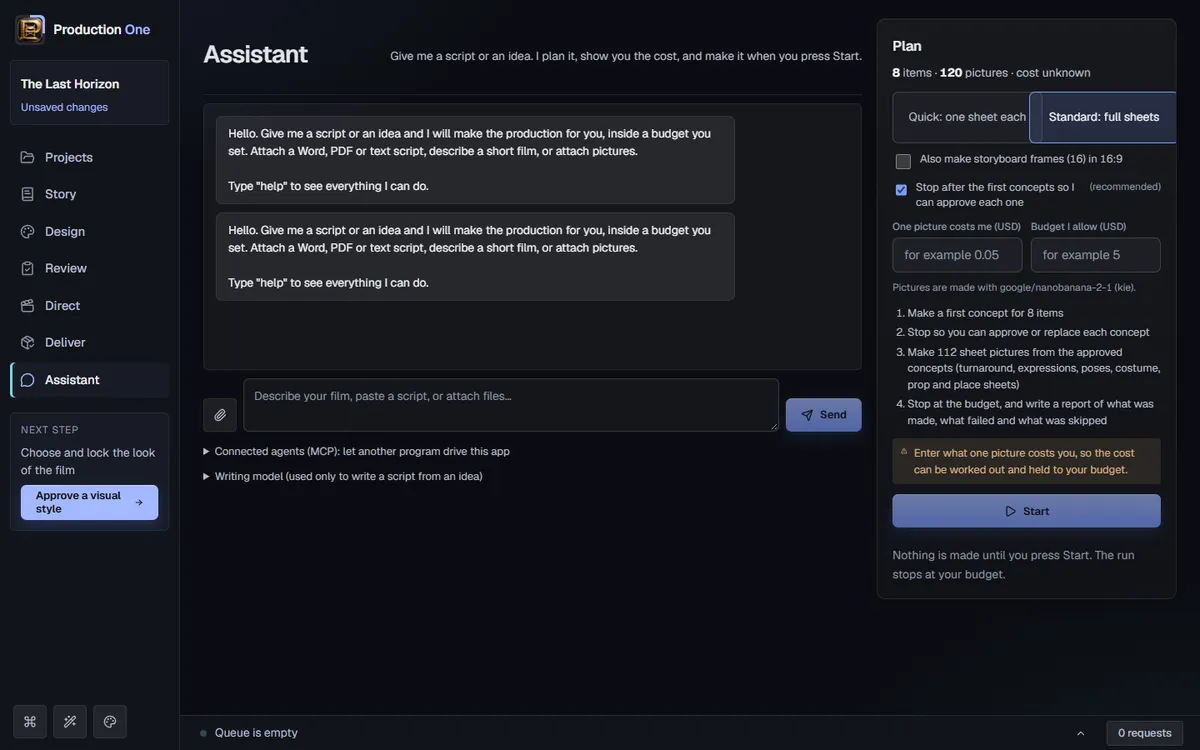 Production One
The Last Horizon
Unsaved changes
Projects
Story
Design
Review
Direct
Deliver
Assistant
NEXT STEP
Choose and lock the look
of the film
Approve a visual
style
Assistant
Give me a script or an idea. I plan it, show you the cost, and make it when you press Start.
Hello. Give me a script or an idea and I will make the production for you, inside a budget you
set. Attach a Word, PDF or text script, describe a short film, or attach pictures.
Type "help" to see everything I can do.
Hello. Give me a script or an idea and I will make the production for you, inside a budget you
set. Attach a Word, PDF or text script, describe a short film, or attach pictures.
Type "help" to see everything I can do.
Describe your film, paste a script, or attach files...
Send
Connected agents (MCP): let another program drive this app
Writing model (used only to write a script from an idea)
Plan
8 items · 120 pictures · cost unknown
Quick: one sheet each
Standard: full sheets
Also make storyboard frames (16) in 16:9
Stop after the first concepts so I (recommended)
can approve each one
One picture costs me (USD) Budget I allow (USD)
for example 0.05 for example 5
Pictures are made with google/nanobanana-2-1 (kie).
1. Make a first concept for 8 items
2. Stop so you can approve or replace each concept
3. Make 112 sheet pictures from the approved
concepts (turnaround, expressions, poses, costume,
prop and place sheets)
4. Stop at the budget, and write a report of what was
made, what failed and what was skipped
Enter what one picture costs you, so the cost
can be worked out and held to your budget.
Start
Nothing is made until you press Start. The run
stops at your budget.
Queue is empty
0 requests